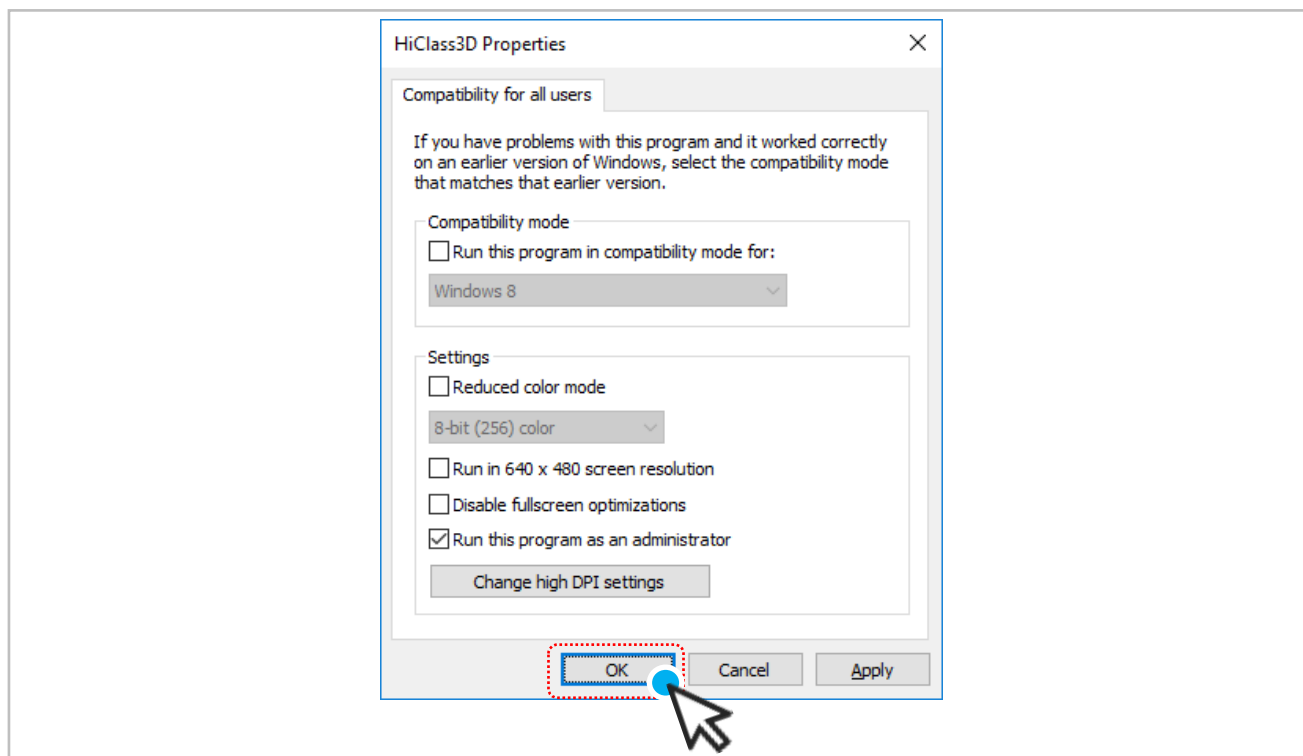 HiClass3D Properties
Compatibility for all users
If you have problems with this program and it worked correctly
on an earlier version of Windows, select the compatibility mode
that matches that earlier version.
Compatibility mode
Run this program in compatibility mode for:
Windows 8
Settings
Reduced color mode
8-bit (256) color
Run in 640 x 480 screen resolution
Disable fullscreen optimizations
Run this program as an administrator
Change high DPI settings
OK Cancel Apply